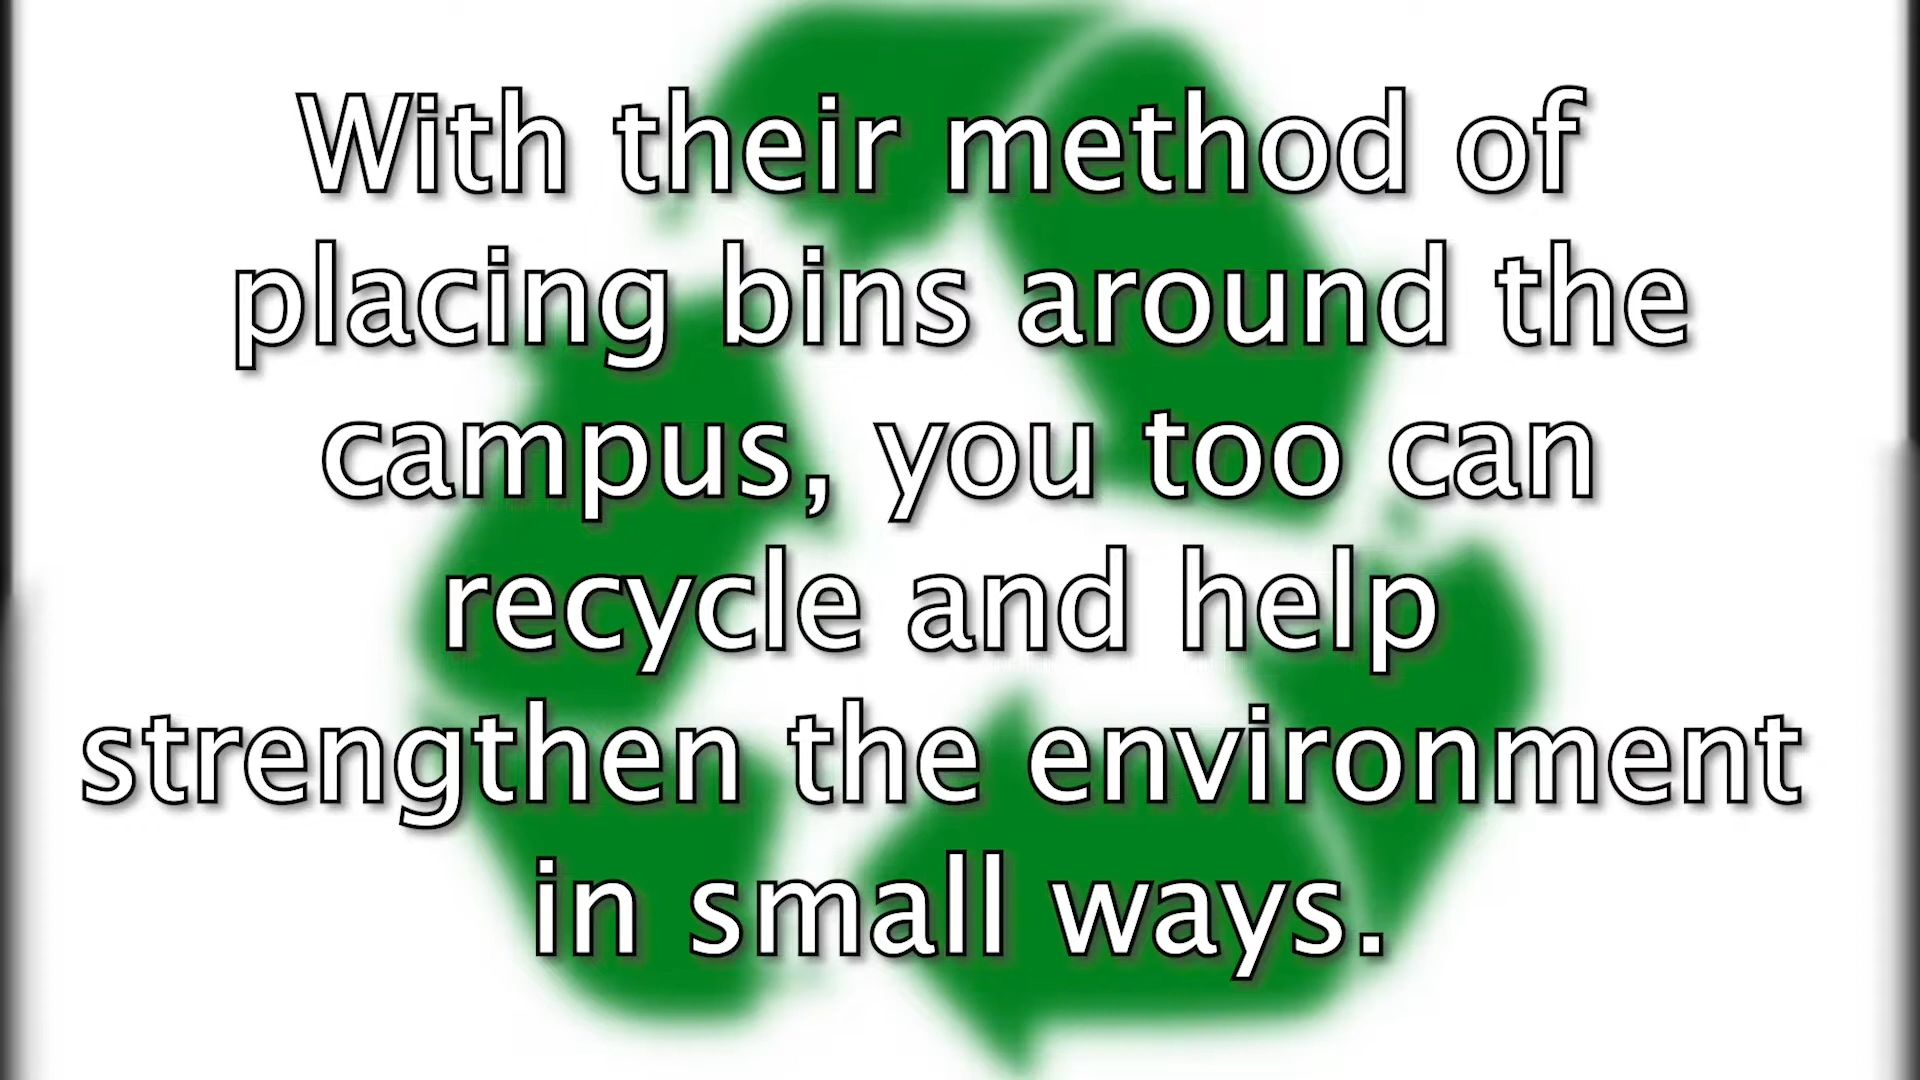 With their method of
placing bins around the
campus, you too can
recycle and help
strengthen the environment
in small ways.